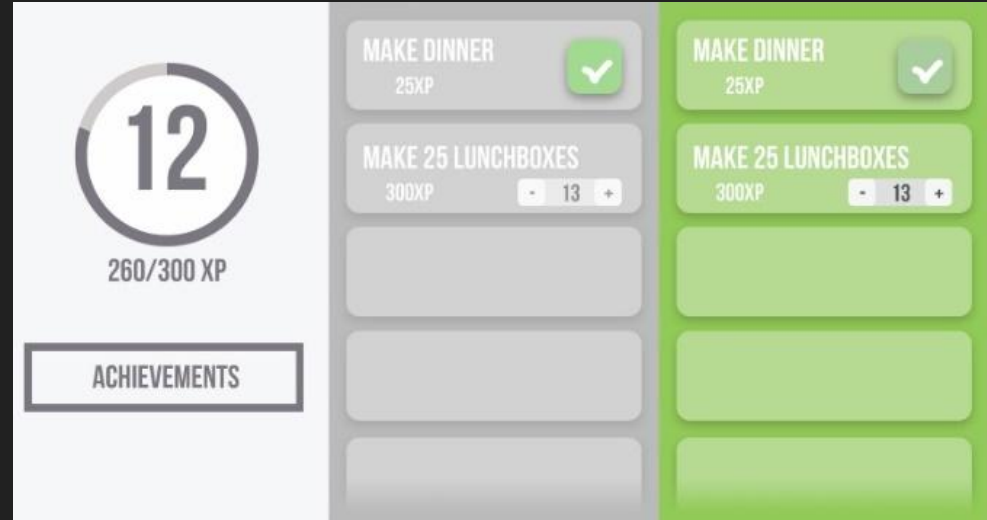 12
260/300 XP
ACHIEVEMENTS
MAKE DINNER
25XP
MAKE 25 LUNCHBOXES
300XP
- 13 +
MAKE DINNER
25XP
MAKE 25 LUNCHBOXES
300XP
- 13 +